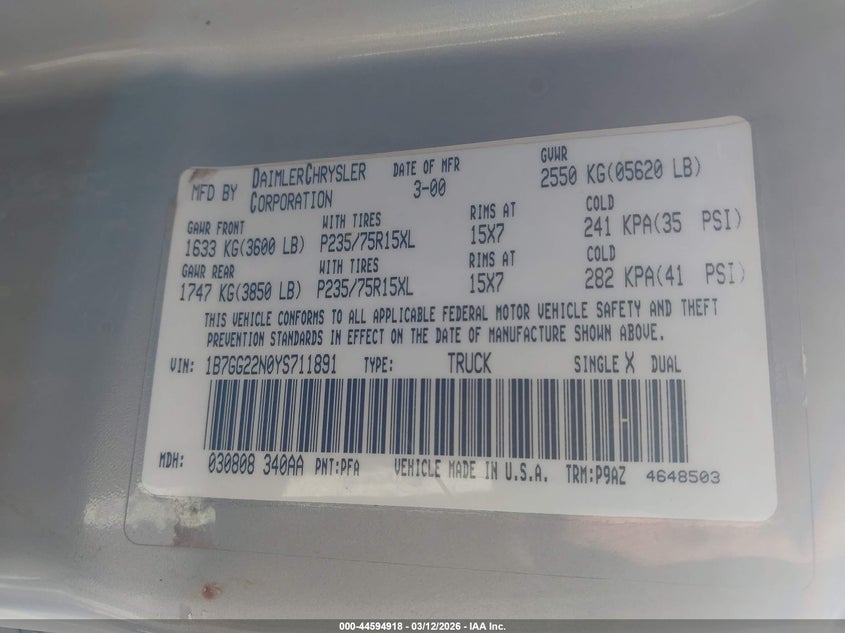 MFD BY DAIMLERCHRYSLER CORPORATION DATE OF MFR 3-00 GVWR 2550 KG(05620 LB)
GAWR FRONT WITH TIRES RIMS AT COLD
1633 KG(3600 LB) P235/75R15XL 15X7 241 KPA(35 PSI)
GAWR REAR WITH TIRES RIMS AT COLD
1747 KG(3850 LB) P235/75R15XL 15X7 282 KPA(41 PSI)
THIS VEHICLE CONFORMS TO ALL APPLICABLE FEDERAL MOTOR VEHICLE SAFETY AND THEFT
PREVENTION STANDARDS IN EFFECT ON THE DATE OF MANUFACTURE SHOWN ABOVE.
VIN: 1B7GG22N0YS711891 TYPE: TRUCK SINGLE X DUAL
MDH: 030808 340AA PNT:PFA VEHICLE MADE IN U.S.A. TRM:P9AZ 4648503
000-44594918 - 03/12/2026 - IAA Inc.